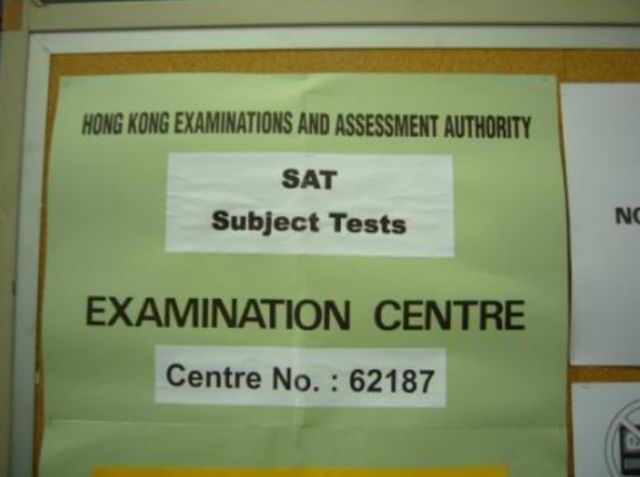 HONG KONG EXAMINATIONS AND ASSESSMENT AUTHORITY
SAT
Subject Tests
EXAMINATION CENTRE
Centre No. : 62187